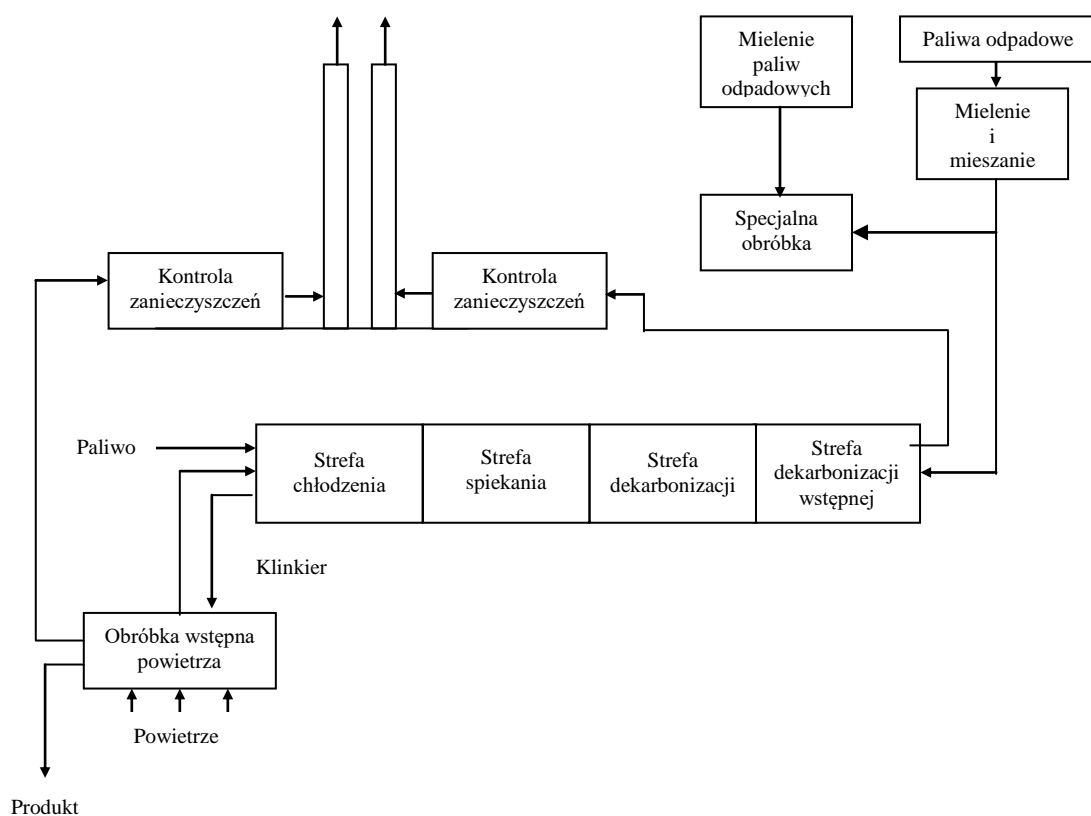 Mielenie
paliw
odpadowych
Paliwa odpadowe
Mielenie
i
mieszanie
Specjalna
obróbka
Kontrola
zanieczyszczeń
Kontrola
zanieczyszczeń
Paliwo
Strefa
chłodzenia
Strefa
spiekania
Strefa
dekarbonizacji
Strefa
dekarbonizacji
wstępnej
Klinkier
Obróbka wstępna
powietrza
Powietrze
Produkt